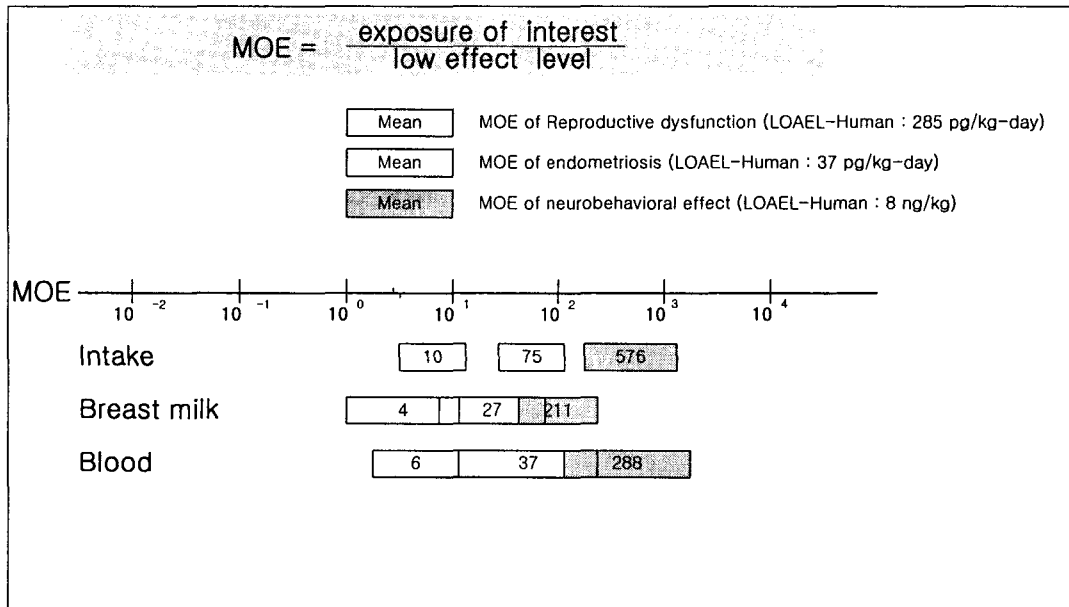 MOE = exposure of interest
low effect level
Mean MOE of Reproductive dysfunction (LOAEL-Human : 285 pg/kg-day)
Mean MOE of endometriosis (LOAEL-Human : 37 pg/kg-day)
Mean MOE of neurobehavioral effect (LOAEL-Human : 8 ng/kg)
MOE 10 -2 10 -1 10 0 10 1 10 2 10 3 10 4
Intake 10 75 576
Breast milk 4 27 211
Blood 6 37 288